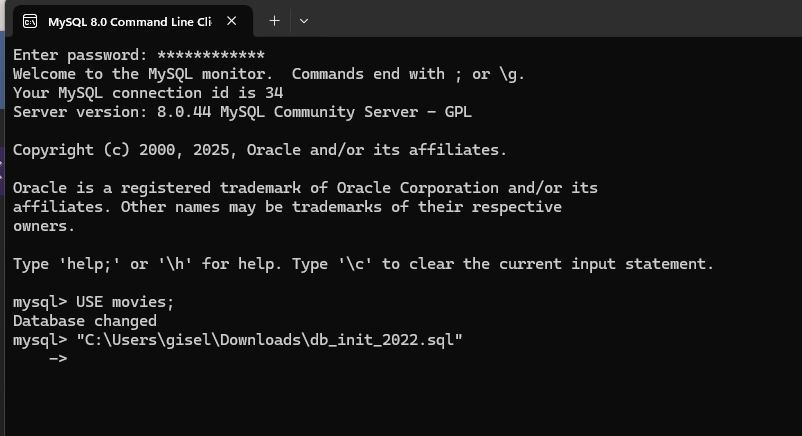 MySQL 8.0 Command Line Cli
Enter password: ************
Welcome to the MySQL monitor.  Commands end with ; or \g.
Your MySQL connection id is 34
Server version: 8.0.44 MySQL Community Server - GPL
Copyright (c) 2000, 2025, Oracle and/or its affiliates.
Oracle is a registered trademark of Oracle Corporation and/or its
affiliates. Other names may be trademarks of their respective
owners.
Type 'help;' or '\h' for help. Type '\c' to clear the current input statement.
mysql> USE movies;
Database changed
mysql> "C:\Users\gisel\Downloads\db_init_2022.sql"
    ->